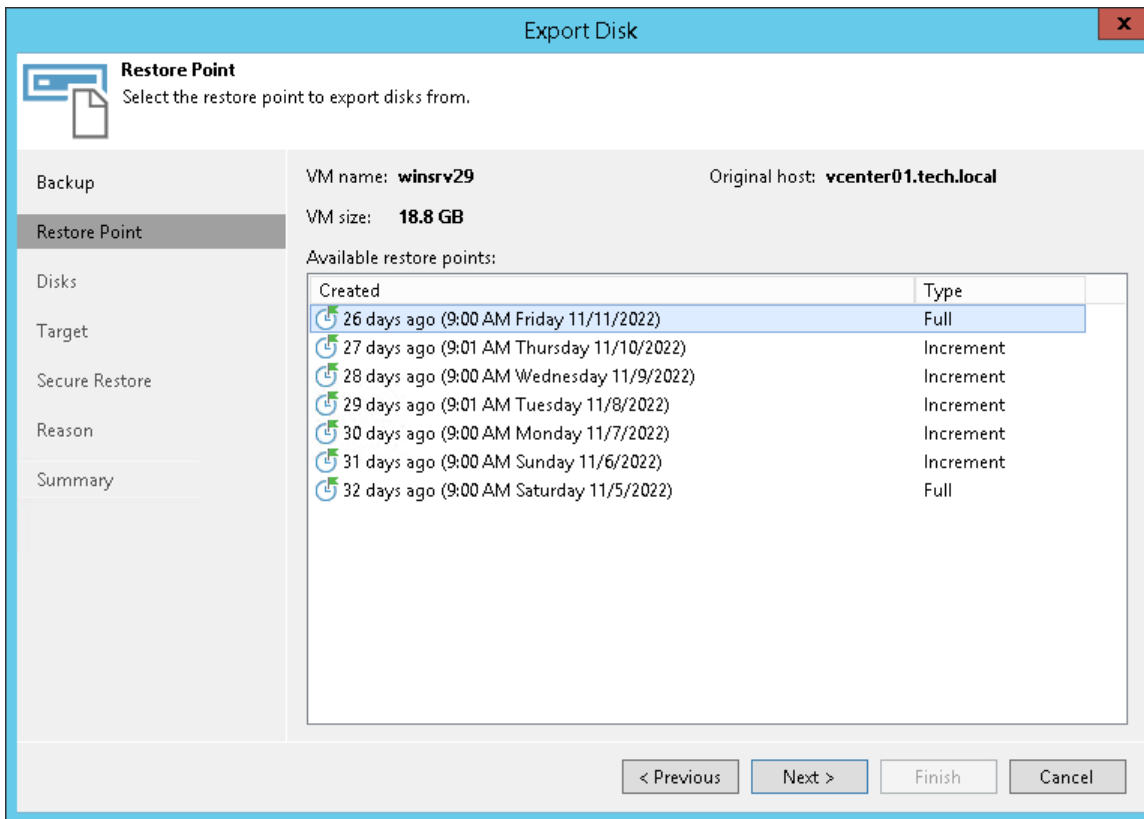 Export Disk
x
Restore Point
Select the restore point to export disks from.
Backup
Restore Point
Disks
Target
Secure Restore
Reason
Summary
VM name: winsrv29 Original host: vcenter01.tech.local
VM size: 18.8 GB
Available restore points:
Created Type
26 days ago (9:00 AM Friday 11/11/2022) Full
27 days ago (9:01 AM Thursday 11/10/2022) Increment
28 days ago (9:00 AM Wednesday 11/9/2022) Increment
29 days ago (9:01 AM Tuesday 11/8/2022) Increment
30 days ago (9:00 AM Monday 11/7/2022) Increment
31 days ago (9:00 AM Sunday 11/6/2022) Increment
32 days ago (9:00 AM Saturday 11/5/2022) Full
< Previous Next > Finish Cancel